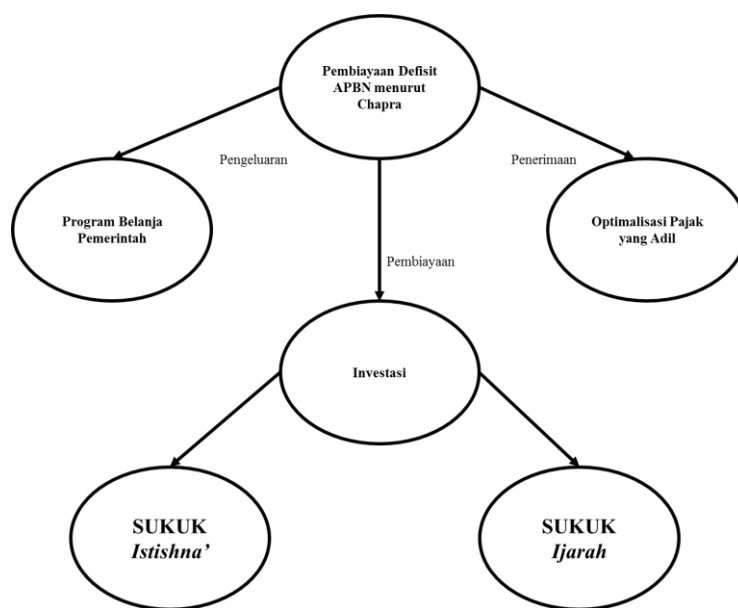 Pembiayaan Defisit
APBN menurut
Chapra
Pengeluaran
Penerimaan
Program Belanja
Pemerintah
Optimalisasi Pajak
yang Adil
Pembiayaan
Investasi
SUKUK
Istishna’
SUKUK
Ijarah